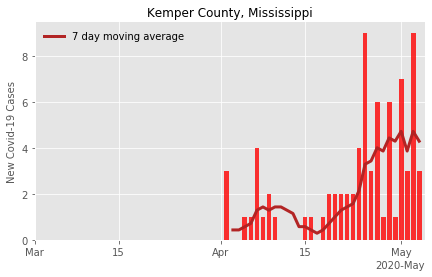 Kemper County, Mississippi
7 day moving average
New Covid-19 Cases
8
6
4
2
0
Mar 15 Apr 15 May
2020-May